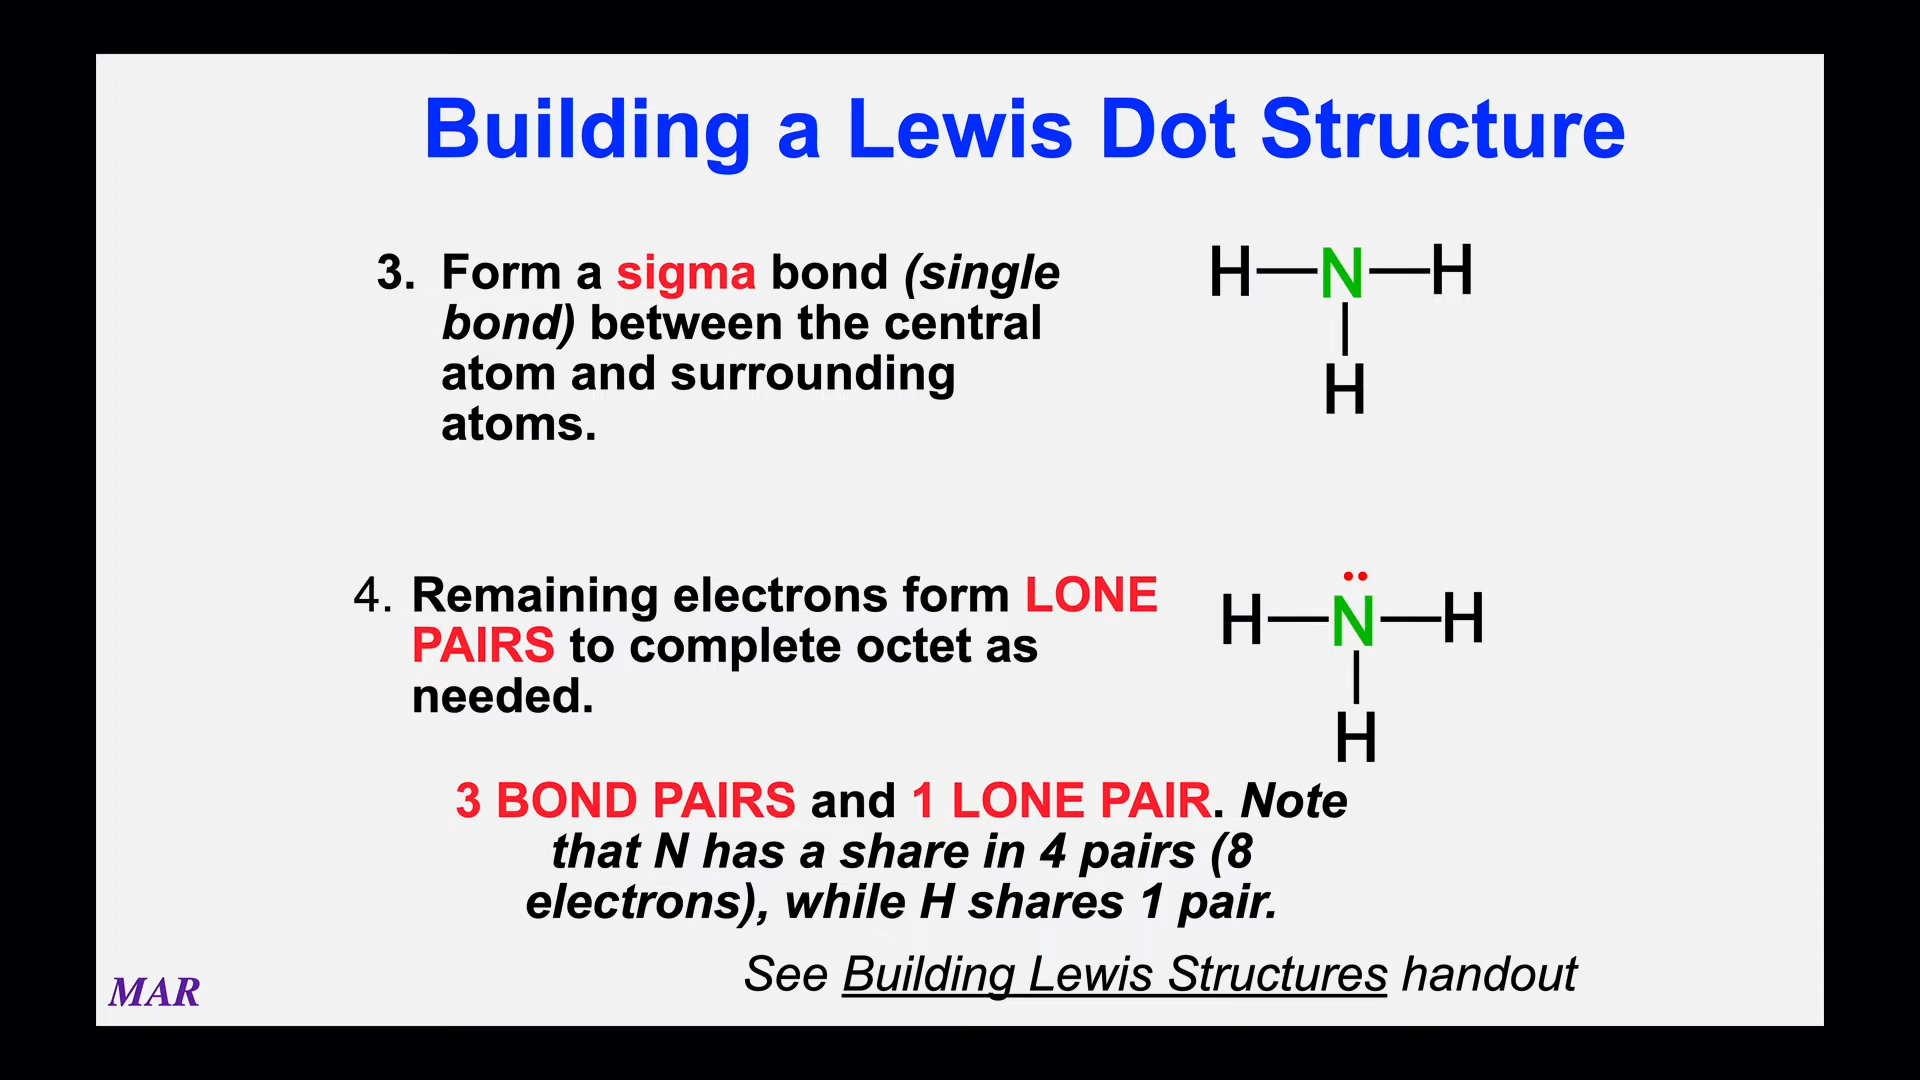 Building a Lewis Dot Structure
3. Form a sigma bond (single
bond) between the central
atom and surrounding
atoms.
H—N—H
H
4. Remaining electrons form LONE
PAIRS to complete octet as
needed.
H—N—H
H
3 BOND PAIRS and 1 LONE PAIR. Note
that N has a share in 4 pairs (8
electrons), while H shares 1 pair.
See Building Lewis Structures handout
MAR